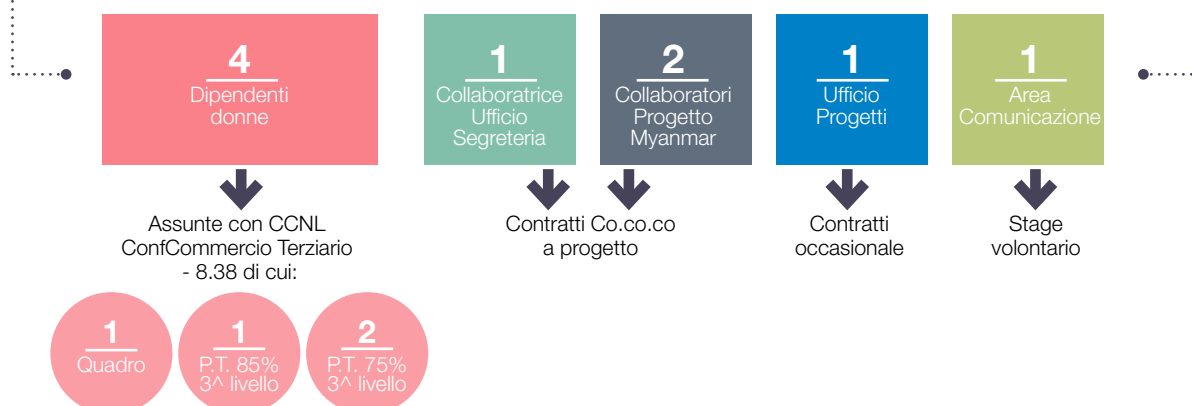 4
Dipendenti
donne
1
Collaboratrice
Ufficio
Segreteria
2
Collaboratori
Progetto
Myanmar
1
Ufficio
Progetti
1
Area
Comunicazione
Assunte con CCNL
ConfCommercio Terziario
- 8.38 di cui:
Contratti Co.co.co
a progetto
Contratti
occasionale
Stage
volontario
1
Quadro
1
P.T. 85%
3^ livello
2
P.T. 75%
3^ livello